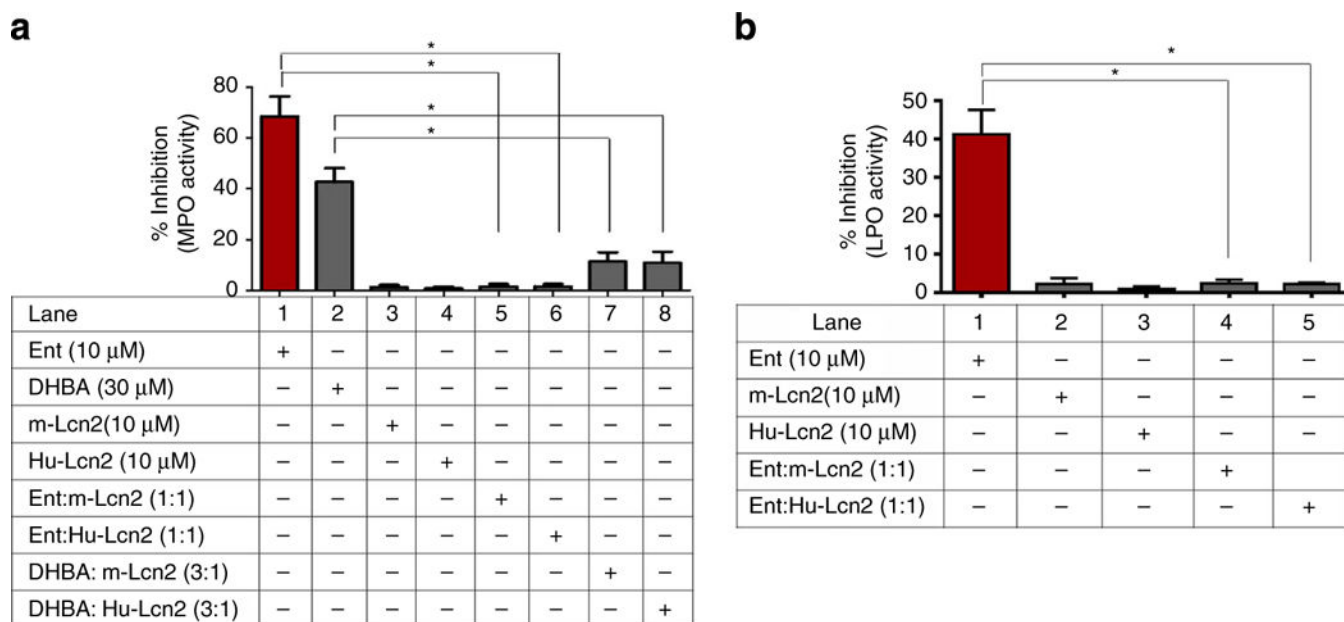 a
* 
*
*
*
80
60
40
20
0
% Inhibition
(MPO activity)
Lane 1 2 3 4 5 6 7 8
Ent (10 μM) + – – – – – – –
DHBA (30 μM) – + – – – – – –
m-Lcn2(10 μM) – – + – – – – –
Hu-Lcn2 (10 μM) – – – + – – – –
Ent:m-Lcn2 (1:1) – – – – + – – –
Ent:Hu-Lcn2 (1:1) – – – – – + – –
DHBA: m-Lcn2 (3:1) – – – – – – + –
DHBA: Hu-Lcn2 (3:1) – – – – – – – +
b
*
*
50
40
30
20
10
0
% Inhibition
(LPO activity)
Lane 1 2 3 4 5
Ent (10 μM) + – – – –
m-Lcn2(10 μM) – + – – –
Hu-Lcn2 (10 μM) – – + – –
Ent:m-Lcn2 (1:1) – – – +
Ent:Hu-Lcn2 (1:1) – – – – +